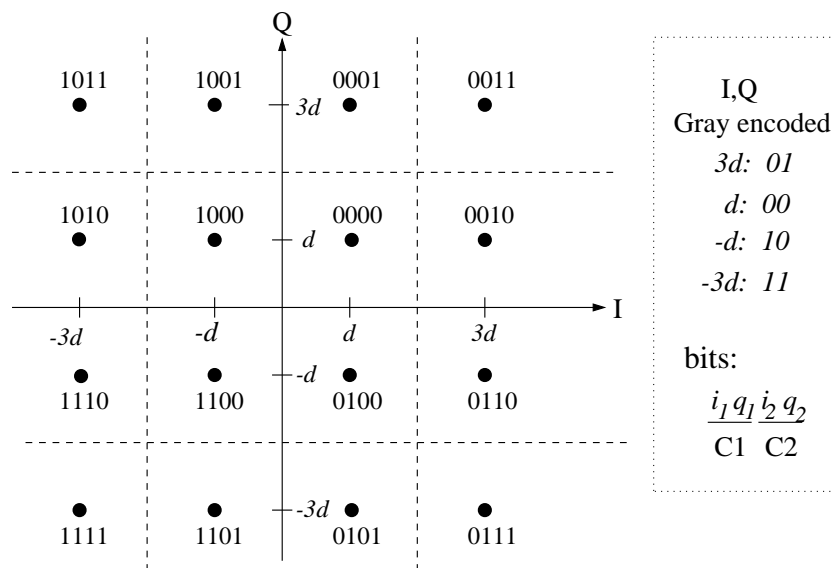 Q
1011 1001 0001 0011
3d
1010 1000 0000 0010
d
I
-3d -d d 3d
-d
1110 1100 0100 0110
-3d
1111 1101 0101 0111
I,Q
Gray encoded
3d: 01
d: 00
-d: 10
-3d: 11
bits:
i1 q1 i2 q2
C1 C2